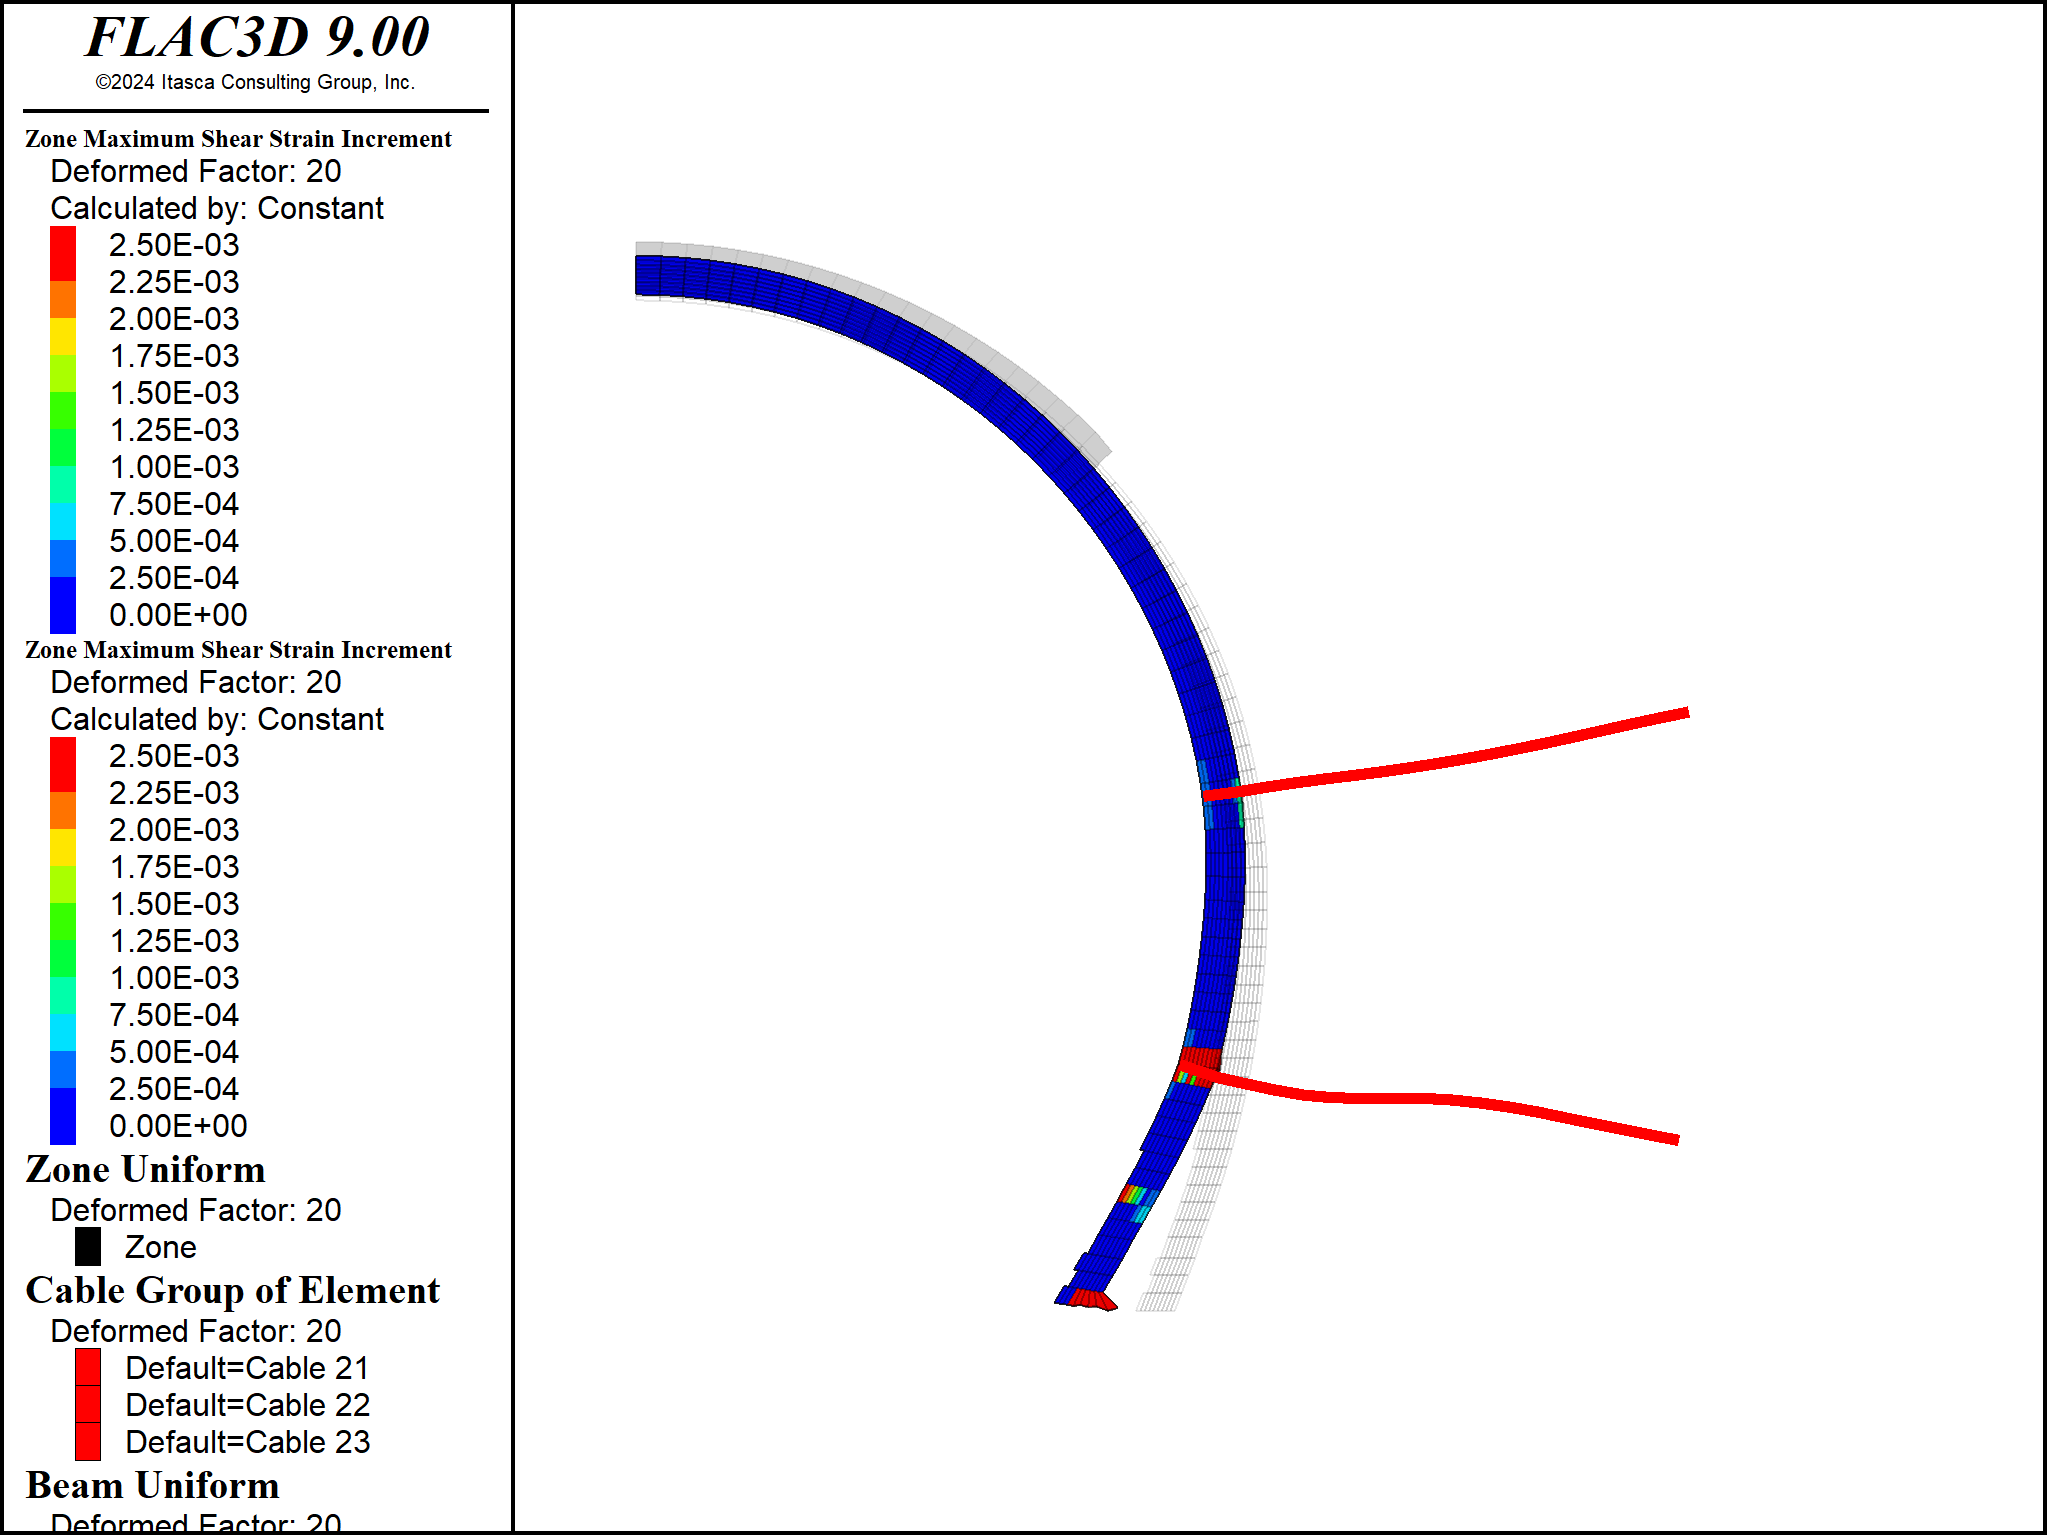 FLAC3D 9.00
©2024 Itasca Consulting Group, Inc.
Zone Maximum Shear Strain Increment
Deformed Factor: 20
Calculated by: Constant
2.50E-03
2.25E-03
2.00E-03
1.75E-03
1.50E-03
1.25E-03
1.00E-03
7.50E-04
5.00E-04
2.50E-04
0.00E+00
Zone Maximum Shear Strain Increment
Deformed Factor: 20
Calculated by: Constant
2.50E-03
2.25E-03
2.00E-03
1.75E-03
1.50E-03
1.25E-03
1.00E-03
7.50E-04
5.00E-04
2.50E-04
0.00E+00
Zone Uniform
Deformed Factor: 20
Zone
Cable Group of Element
Deformed Factor: 20
Default=Cable 21
Default=Cable 22
Default=Cable 23
Beam Uniform
Deformed Factor: 20